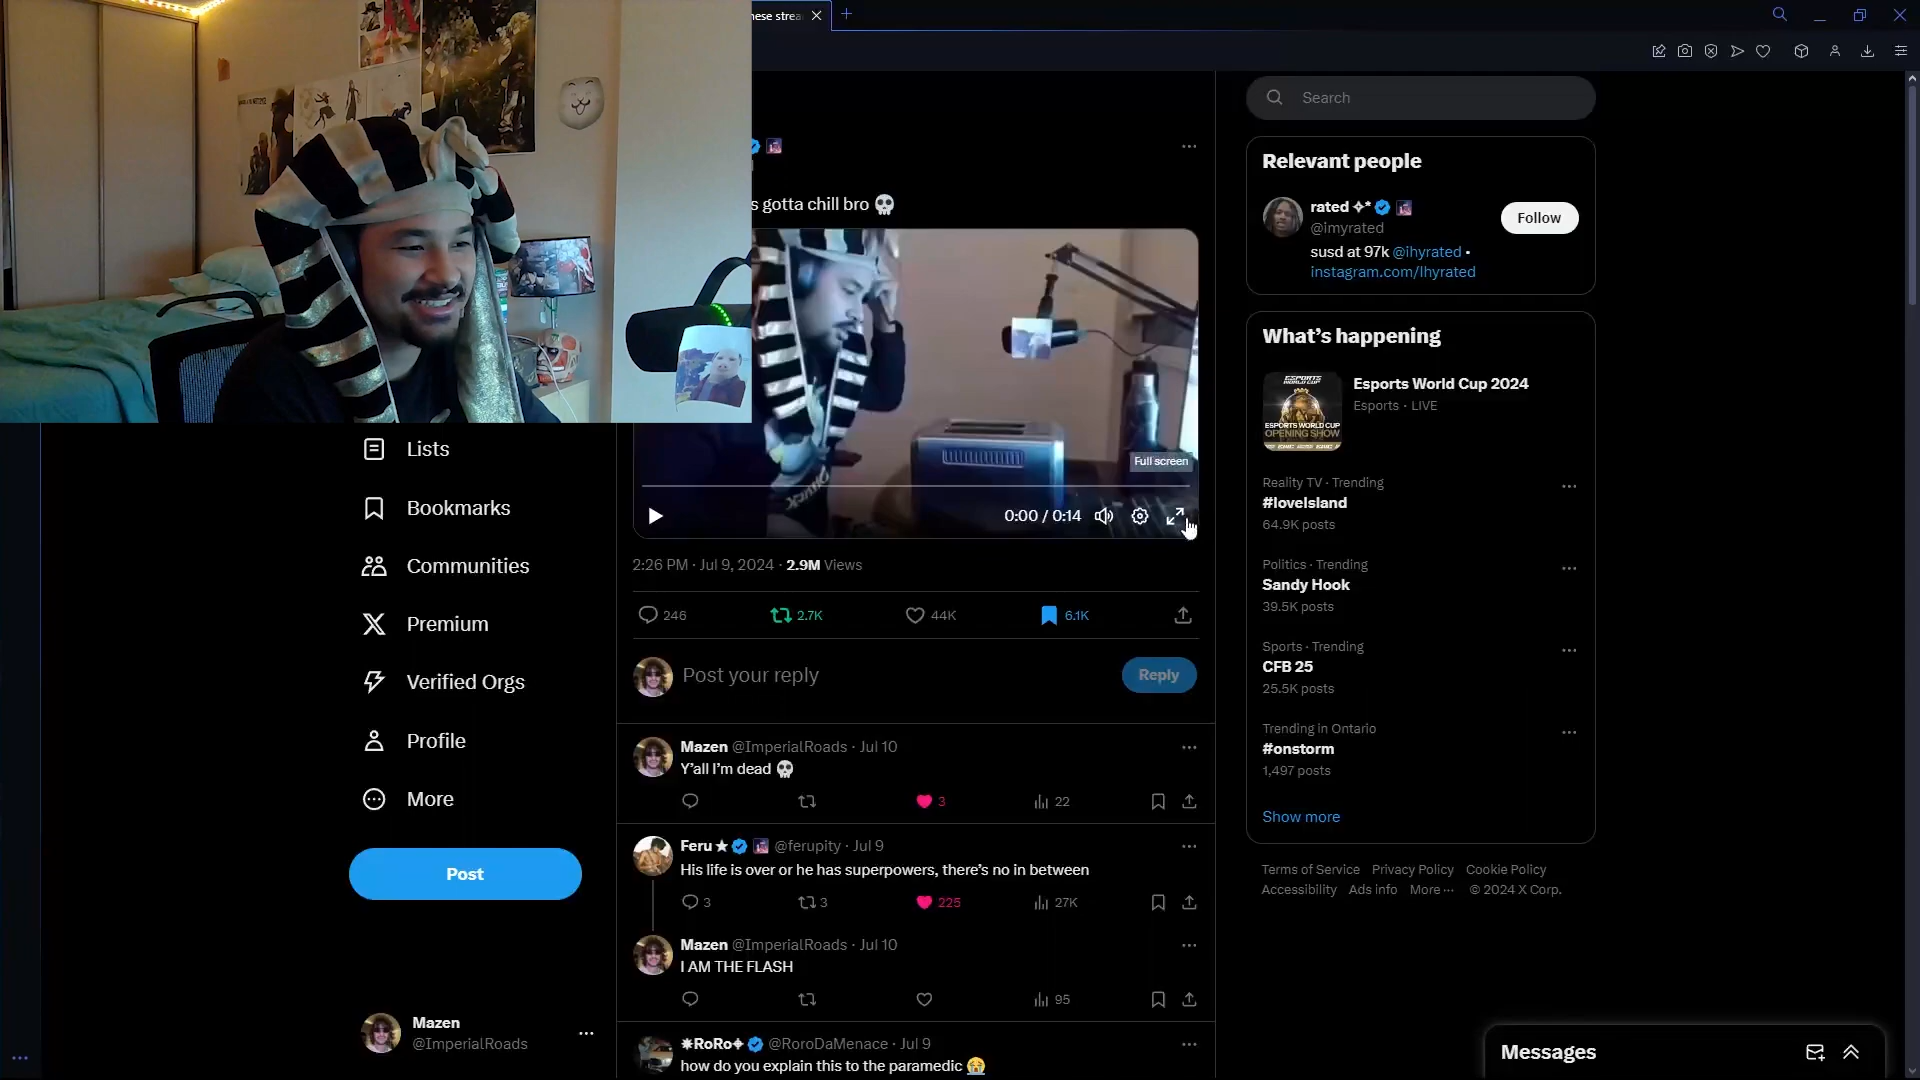 nese strea
Search
s gotta chill bro 💀
Full screen
0:00 / 0:14
2:26 PM · Jul 9, 2024 · 2.9M Views
246
2.7K
44K
6.1K
Post your reply
Reply
Mazen @ImperialRoads · Jul 10
Y'all I'm dead 💀
3
22
Feru ★ @ferupity · Jul 9
His life is over or he has superpowers, there's no in between
3
3
225
27K
Mazen @ImperialRoads · Jul 10
I AM THE FLASH
95
✷RoRo✦ @RoroDaMenace · Jul 9
how do you explain this to the paramedic 😭
Lists
Bookmarks
Communities
Premium
Verified Orgs
Profile
More
Post
Mazen
@ImperialRoads
Relevant people
rated ✧*
@imyrated
Follow
susd at 97k @ihyrated •
instagram.com/lhyrated
What's happening
ESPORTS WORLD CUP
OPENING SHOW
Esports World Cup 2024
Esports · LIVE
Reality TV · Trending
#loveIsland
64.9K posts
Politics · Trending
Sandy Hook
39.5K posts
Sports · Trending
CFB 25
25.5K posts
Trending in Ontario
#onstorm
1,497 posts
Show more
Terms of Service Privacy Policy Cookie Policy
Accessibility Ads info More ··· © 2024 X Corp.
Messages